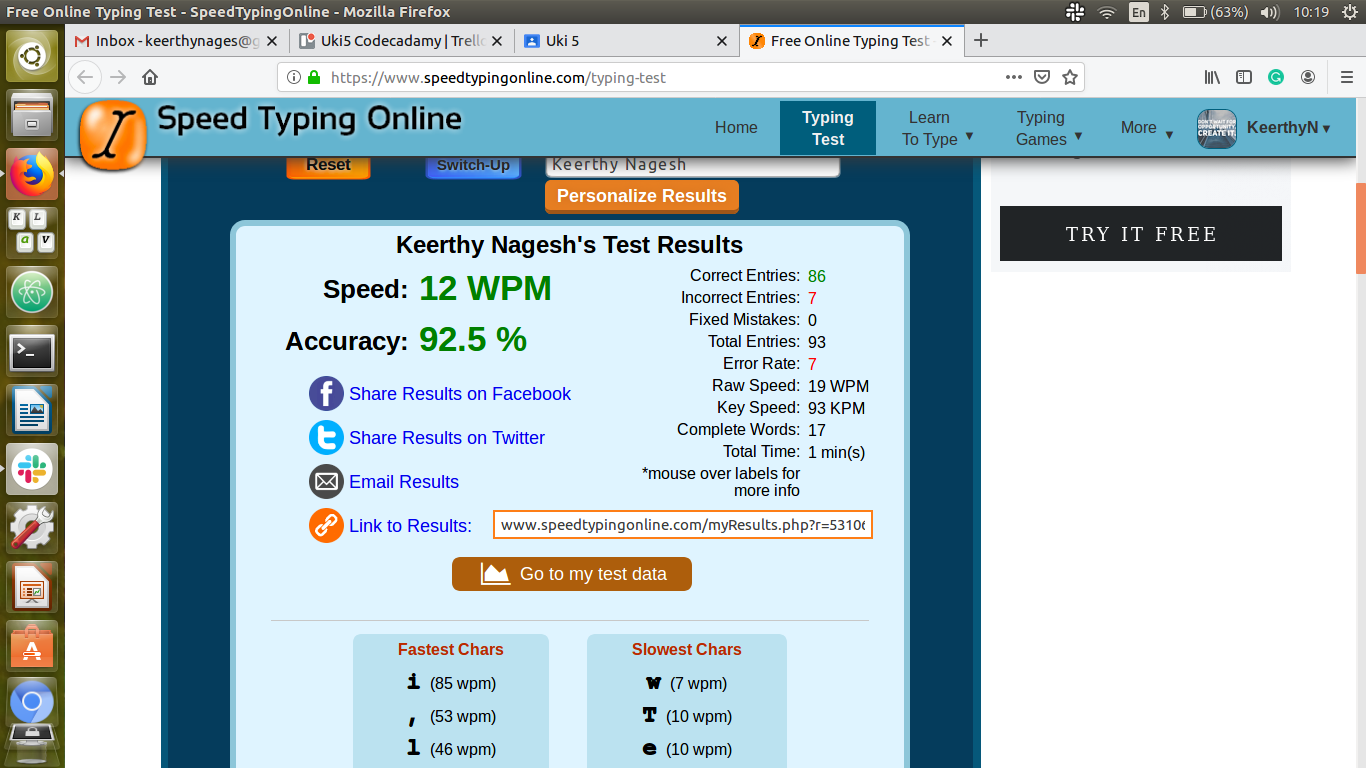 Free Online Typing Test - SpeedTypingOnline - Mozilla Firefox
En
(63%)
10:19
Inbox - keerthynages@g
Uki5 Codecadamy | Trello
Uki 5
Free Online Typing Test -
https://www.speedtypingonline.com/typing-test
Speed Typing Online
Home
Typing Test
Learn To Type
Typing Games
More
DON'T WAIT FOR OPPORTUNITY. CREATE IT.
KeerthyN
Reset
Switch-Up
Keerthy Nagesh
Personalize Results
TRY IT FREE
Keerthy Nagesh's Test Results
Speed: 12 WPM
Accuracy: 92.5 %
Share Results on Facebook
Share Results on Twitter
Email Results
Link to Results: www.speedtypingonline.com/myResults.php?r=53106
Correct Entries: 86
Incorrect Entries: 7
Fixed Mistakes: 0
Total Entries: 93
Error Rate: 7
Raw Speed: 19 WPM
Key Speed: 93 KPM
Complete Words: 17
Total Time: 1 min(s)
*mouse over labels for
more info
Go to my test data
Fastest Chars
i (85 wpm)
, (53 wpm)
l (46 wpm)
Slowest Chars
w (7 wpm)
T (10 wpm)
e (10 wpm)
K L
a v
A